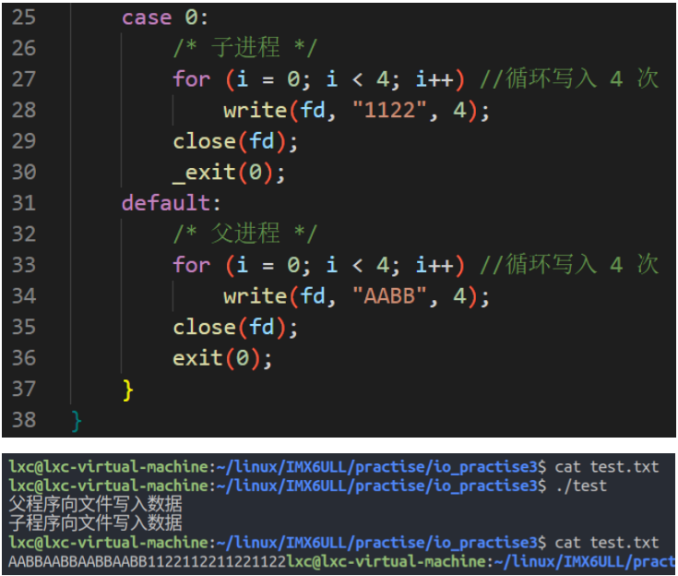 25 case 0:
26 /* 子进程 */
27 for (i = 0; i < 4; i++) //循环写入 4 次
28 write(fd, "1122", 4);
29 close(fd);
30 _exit(0);
31 default:
32 /* 父进程 */
33 for (i = 0; i < 4; i++) //循环写入 4 次
34 write(fd, "AABB", 4);
35 close(fd);
36 exit(0);
37 }
38 }
lxc@lxc-virtual-machine:~/linux/IMX6ULL/practise/io_practise3$ cat test.txt
lxc@lxc-virtual-machine:~/linux/IMX6ULL/practise/io_practise3$ ./test
父程序向文件写入数据
子程序向文件写入数据
lxc@lxc-virtual-machine:~/linux/IMX6ULL/practise/io_practise3$ cat test.txt
AABBAABBAABBAABB1122112211221122lxc@lxc-virtual-machine:~/linux/IMX6ULL/pract